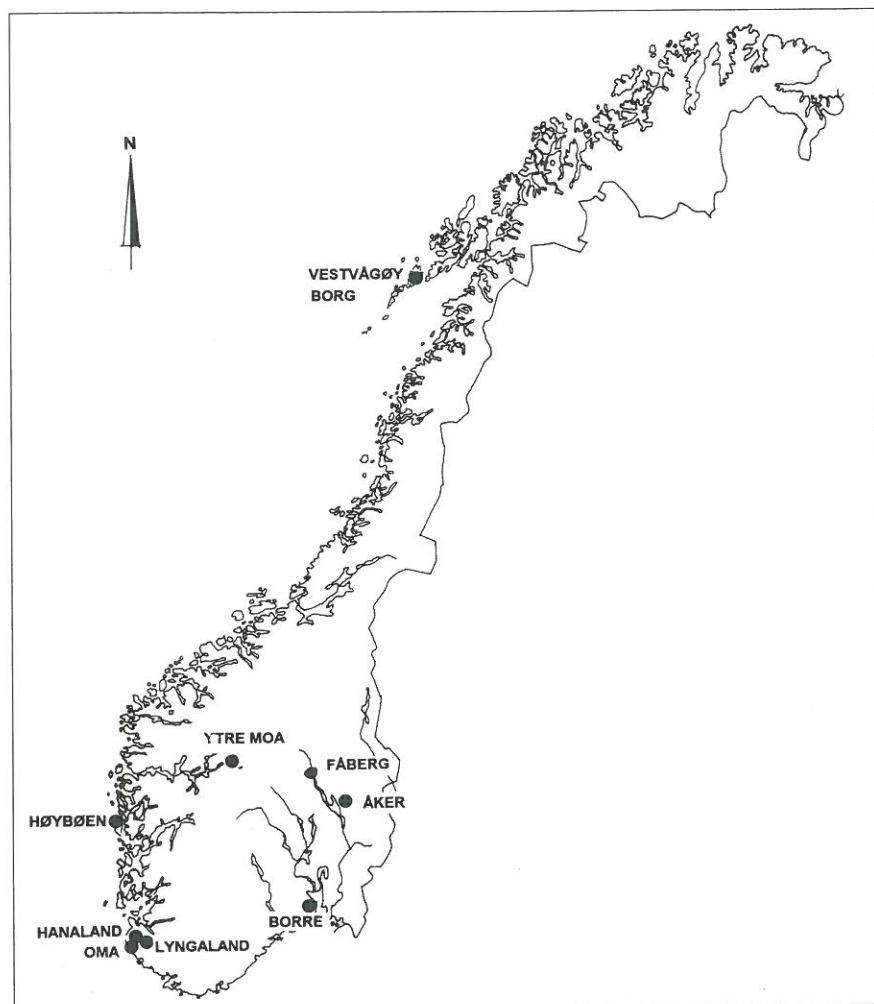 N
VESTVÅGØY
BORG
YTRE MOA
FÅBERG
ÅKER
HØYBØEN
BORRE
HANALAND
LYNGALAND
OMA